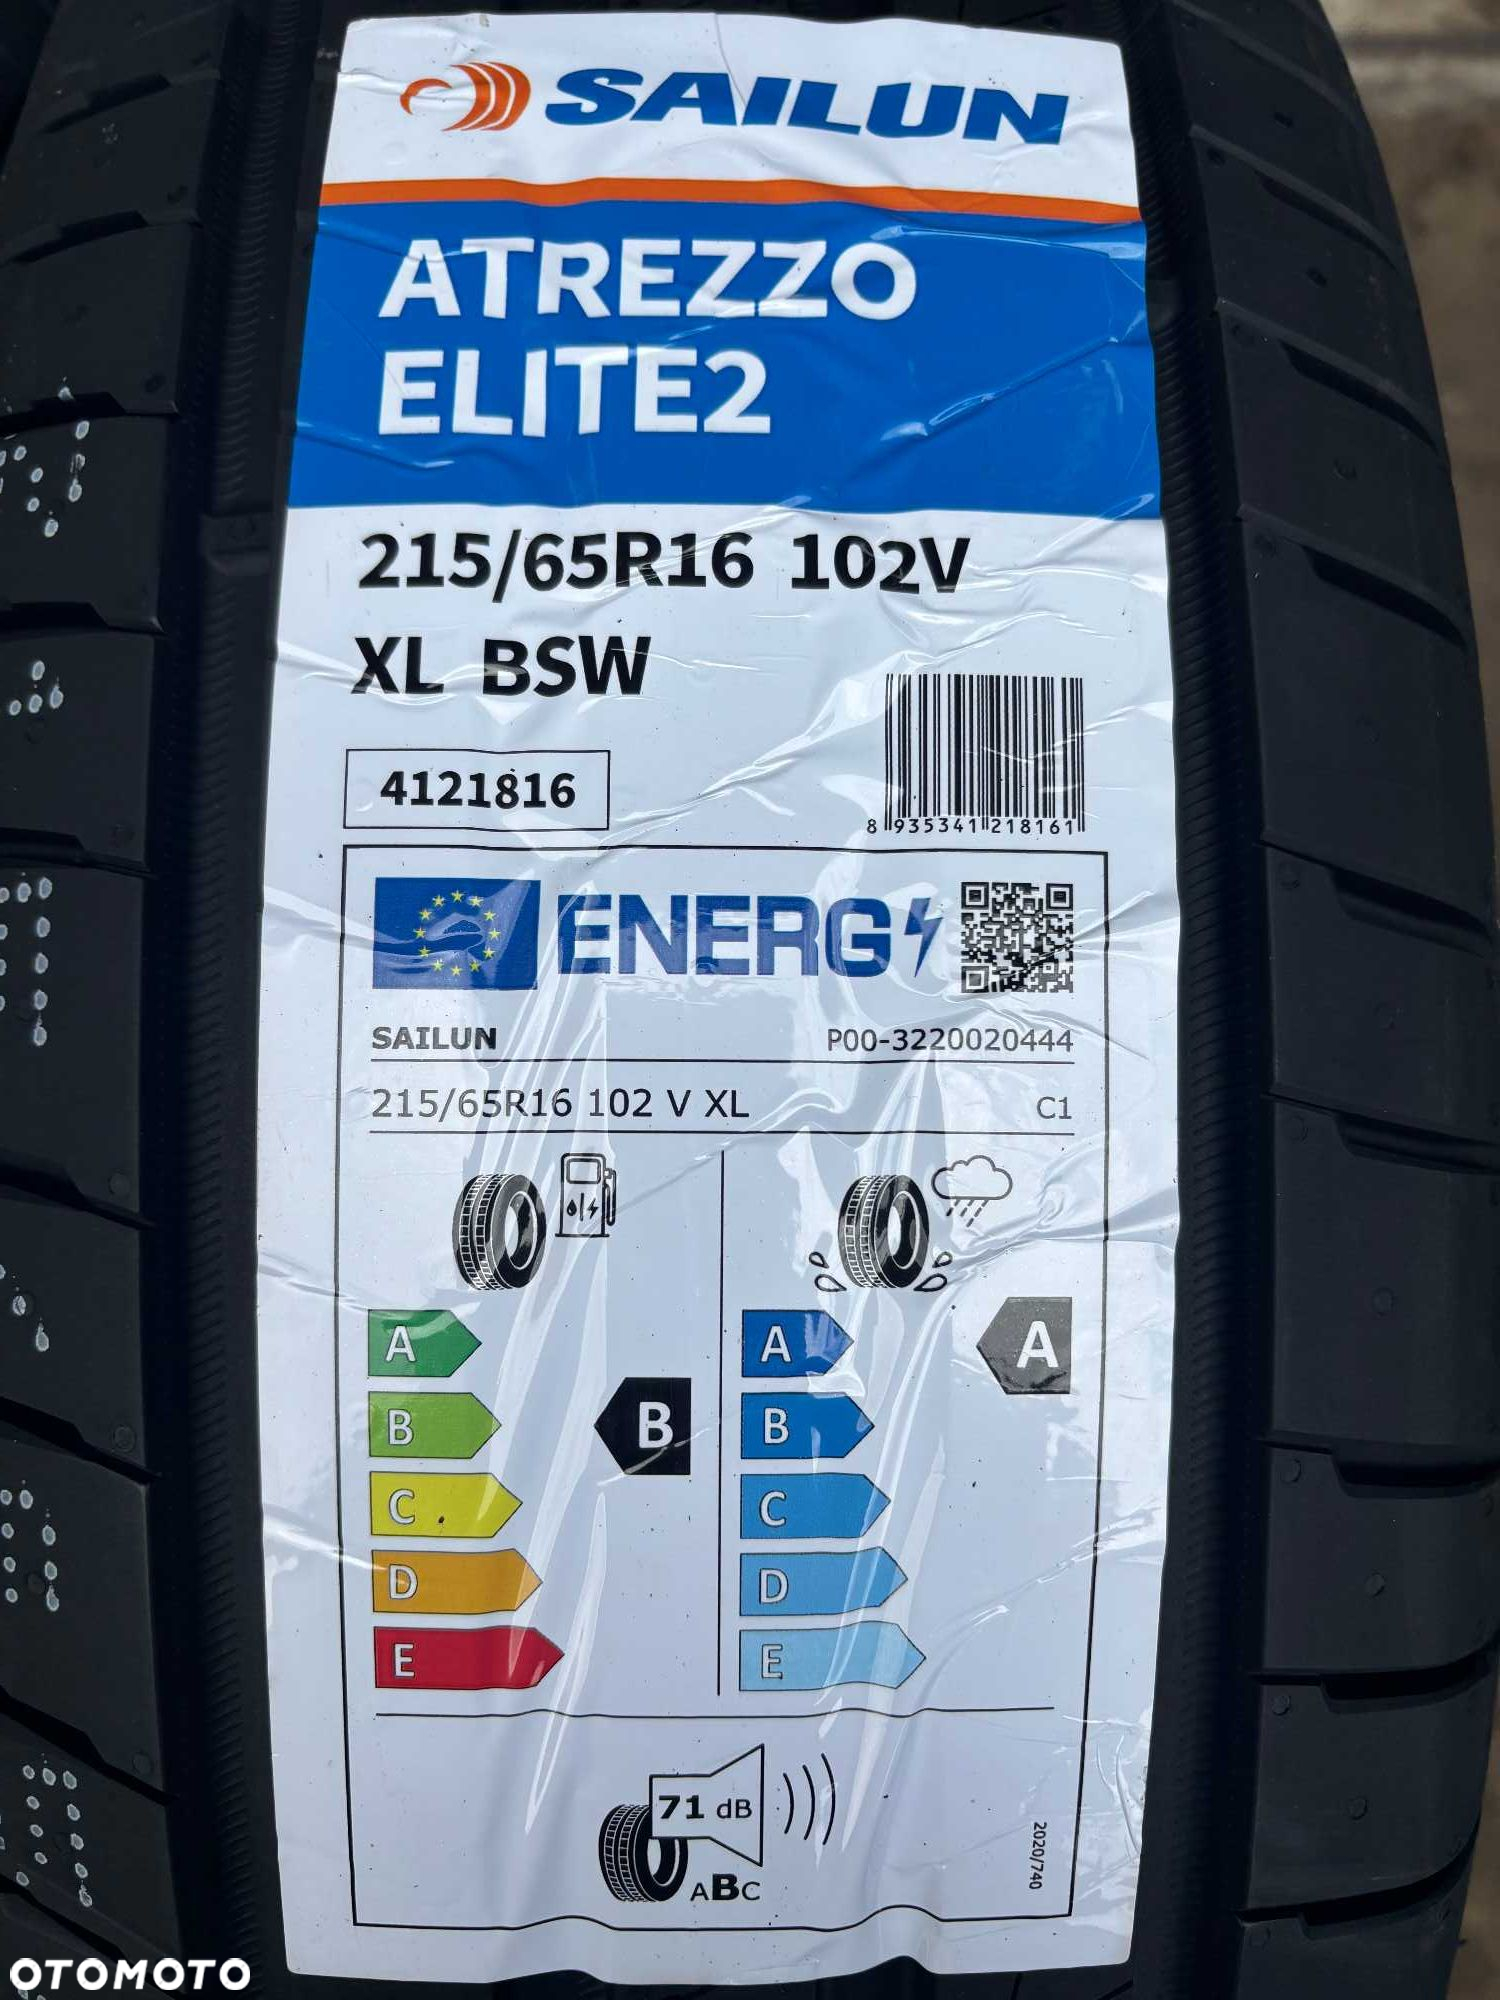 SAILUN
ATREZZO
ELITE2
215/65R16 102V
XL BSW
4121816
8 935341 218161
ENERG
SAILUN P00-3220020444
215/65R16 102 V XL C1
A A A
B B B
C C
D D
E E
71 dB
ABC
2020/740
OTOMOTO